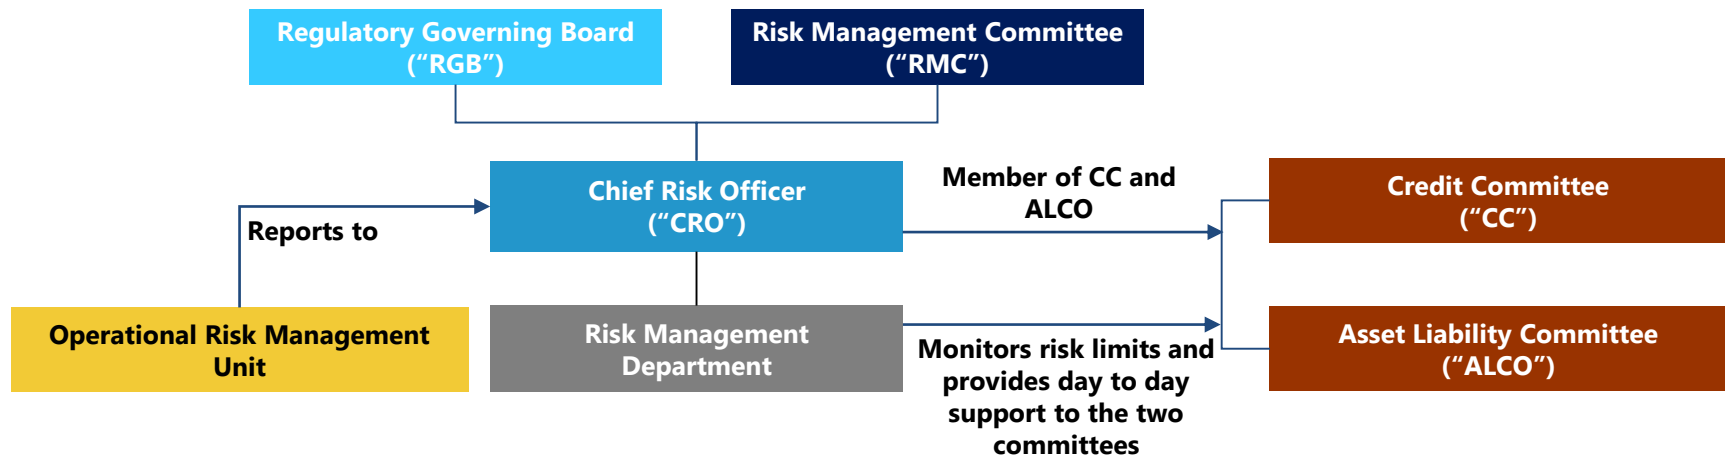 Regulatory Governing Board
(“RGB”)
Risk Management Committee
(“RMC”)
Chief Risk Officer
(“CRO”)
Member of CC and
ALCO
Credit Committee
(“CC”)
Reports to
Operational Risk Management
Unit
Risk Management
Department
Monitors risk limits and
provides day to day
support to the two
committees
Asset Liability Committee
(“ALCO”)